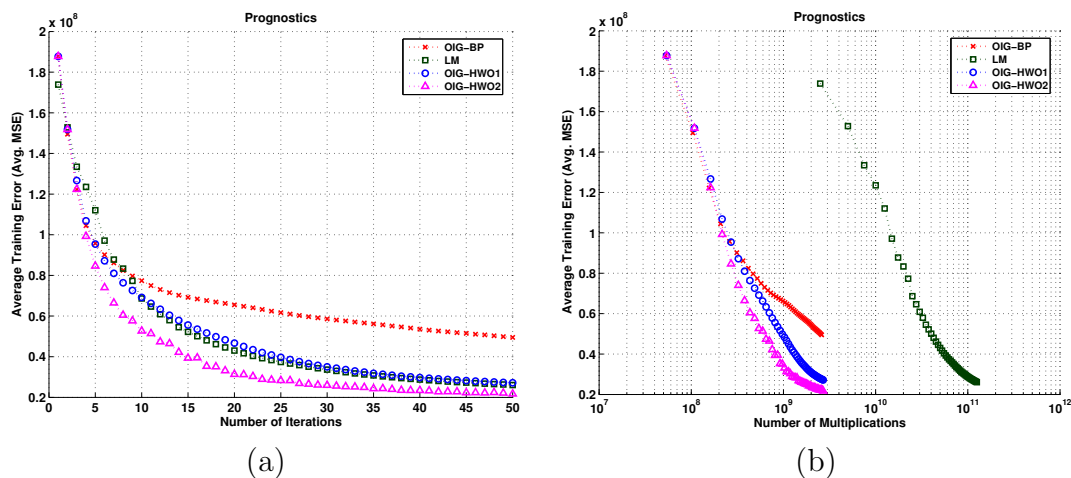 x 10^8
Prognostics
2
1.8
1.6
1.4
1.2
1
0.8
0.6
0.4
0.2
Average Training Error (Avg. MSE)
OIG-BP
LM
OIG-HWO1
OIG-HWO2
0 5 10 15 20 25 30 35 40 45 50
Number of Iterations
(a)
x 10^8
Prognostics
2
1.8
1.6
1.4
1.2
1
0.8
0.6
0.4
0.2
Average Training Error (Avg. MSE)
OIG-BP
LM
OIG-HWO1
OIG-HWO2
10^7 10^8 10^9 10^10 10^11 10^12
Number of Multiplications
(b)